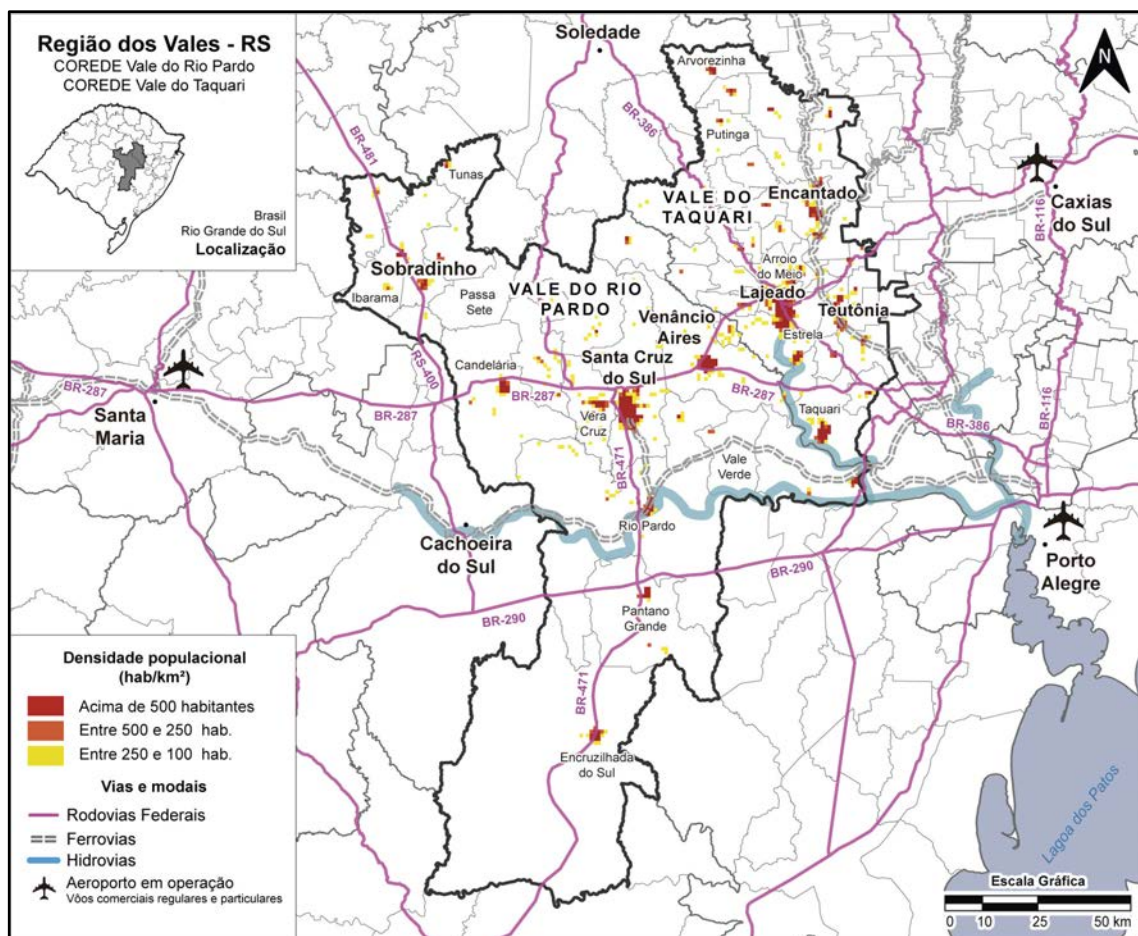 Região dos Vales - RS
COREDE Vale do Rio Pardo
COREDE Vale do Taquari
Brasil
Rio Grande do Sul
Localização
N
Soledade
Arvorezinha
BR-386
BR-481
Putinga
Tunas
Encantado
VALE DO
TAQUARI
Caxias
do Sul
BR-116
Sobradinho
Ibarama
Passa
Sete
VALE DO RIO
PARDO
Arroio
do Meio
Lajeado
Teutônia
Estrela
Venâncio
Aires
Santa Cruz
do Sul
Candelária
RS-400
BR-287
BR-287
BR-287
BR-287
Vera
Cruz
Taquari
BR-116
BR-386
Santa
Maria
BR-471
Vale
Verde
Rio Pardo
Cachoeira
do Sul
Porto
Alegre
BR-290
BR-290
Pantano
Grande
BR-471
Encruzilhada
do Sul
Lagoa dos Patos
Densidade populacional
(hab/km²)
Acima de 500 habitantes
Entre 500 e 250 hab.
Entre 250 e 100 hab.
Vias e modais
Rodovias Federais
Ferrovias
Hidrovias
Aeroporto em operação
Vôos comerciais regulares e particulares
Escala Gráfica
0 10 25 50 km